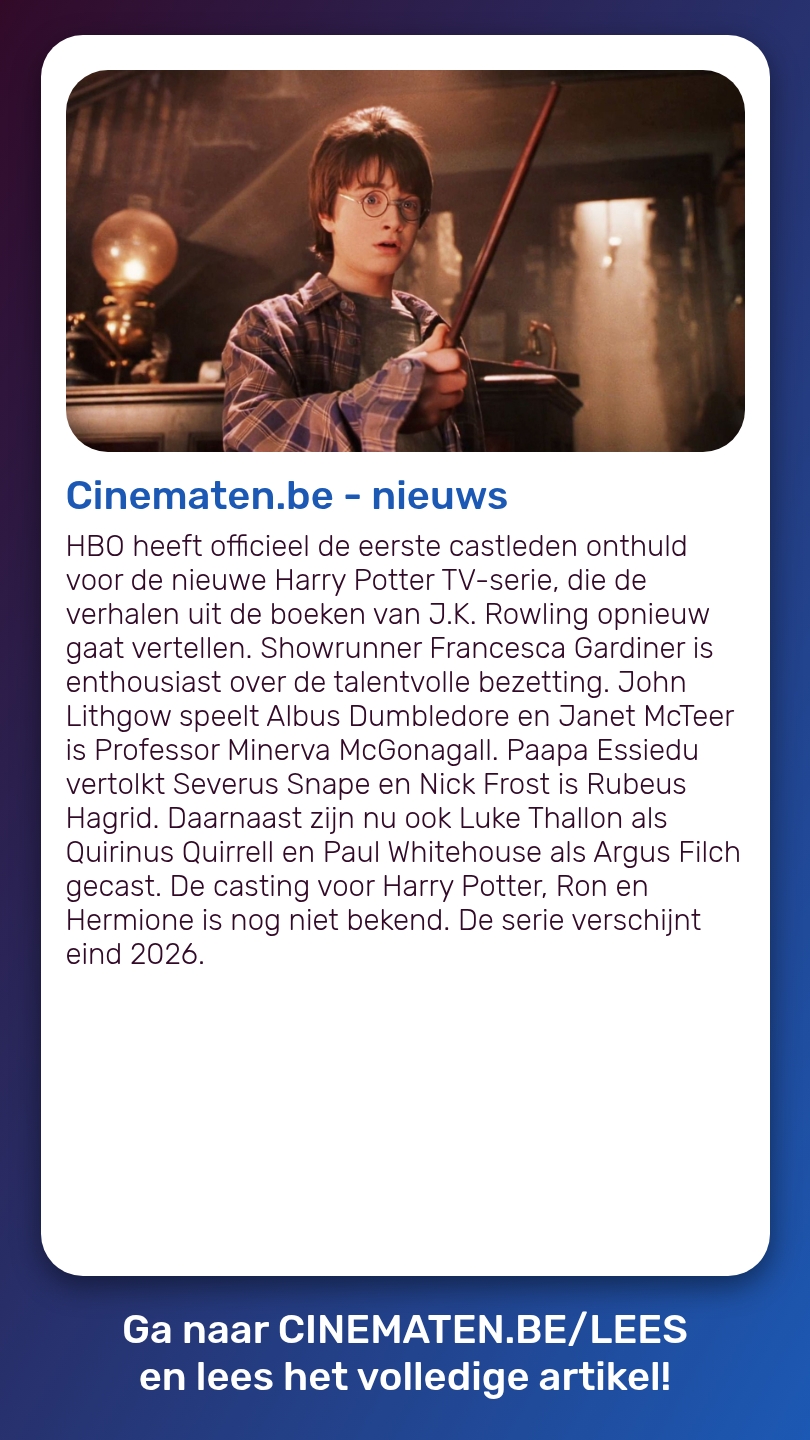 Cinematen.be - nieuws
HBO heeft officieel de eerste castleden onthuld
voor de nieuwe Harry Potter TV-serie, die de
verhalen uit de boeken van J.K. Rowling opnieuw
gaat vertellen. Showrunner Francesca Gardiner is
enthousiast over de talentvolle bezetting. John
Lithgow speelt Albus Dumbledore en Janet McTeer
is Professor Minerva McGonagall. Paapa Essiedu
vertolkt Severus Snape en Nick Frost is Rubeus
Hagrid. Daarnaast zijn nu ook Luke Thallon als
Quirinus Quirrell en Paul Whitehouse als Argus Filch
gecast. De casting voor Harry Potter, Ron en
Hermione is nog niet bekend. De serie verschijnt
eind 2026.
Ga naar CINEMATEN.BE/LEES
en lees het volledige artikel!